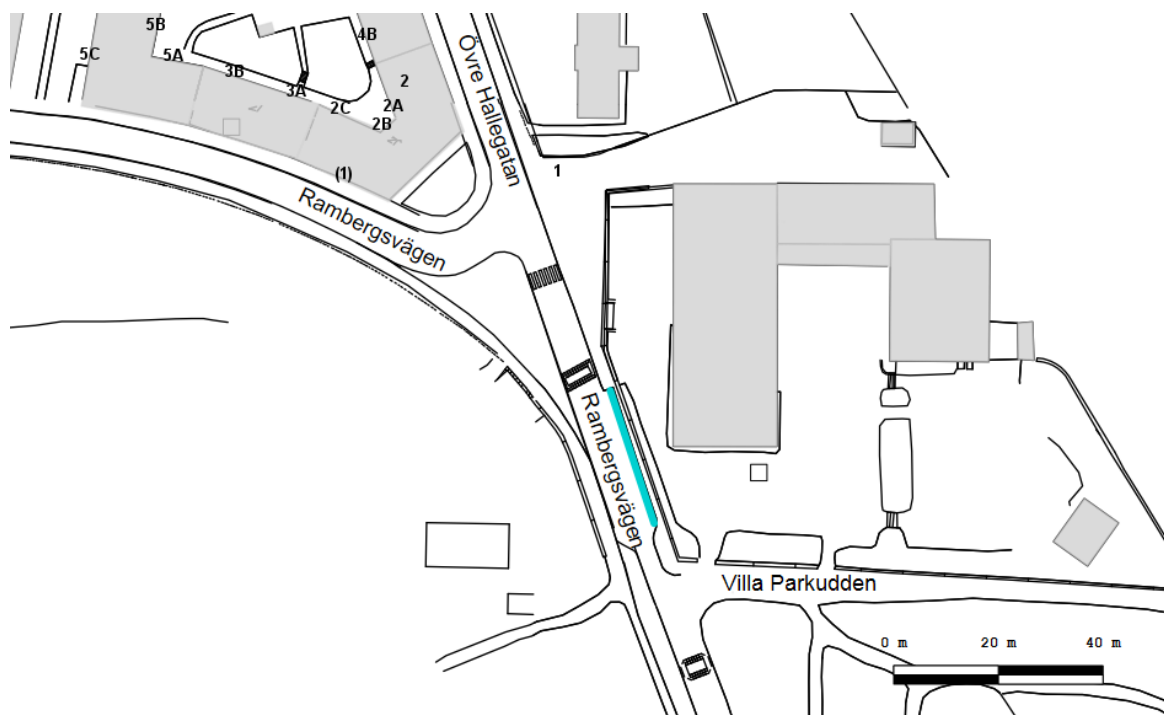 5B
5C
5A
3B
3A
2C
4B
2
2A
2B
(1)
Övre Hallegatan
1
Rambergsvägen
Rambergsvägen
Villa Parkudden
0 m 20 m 40 m